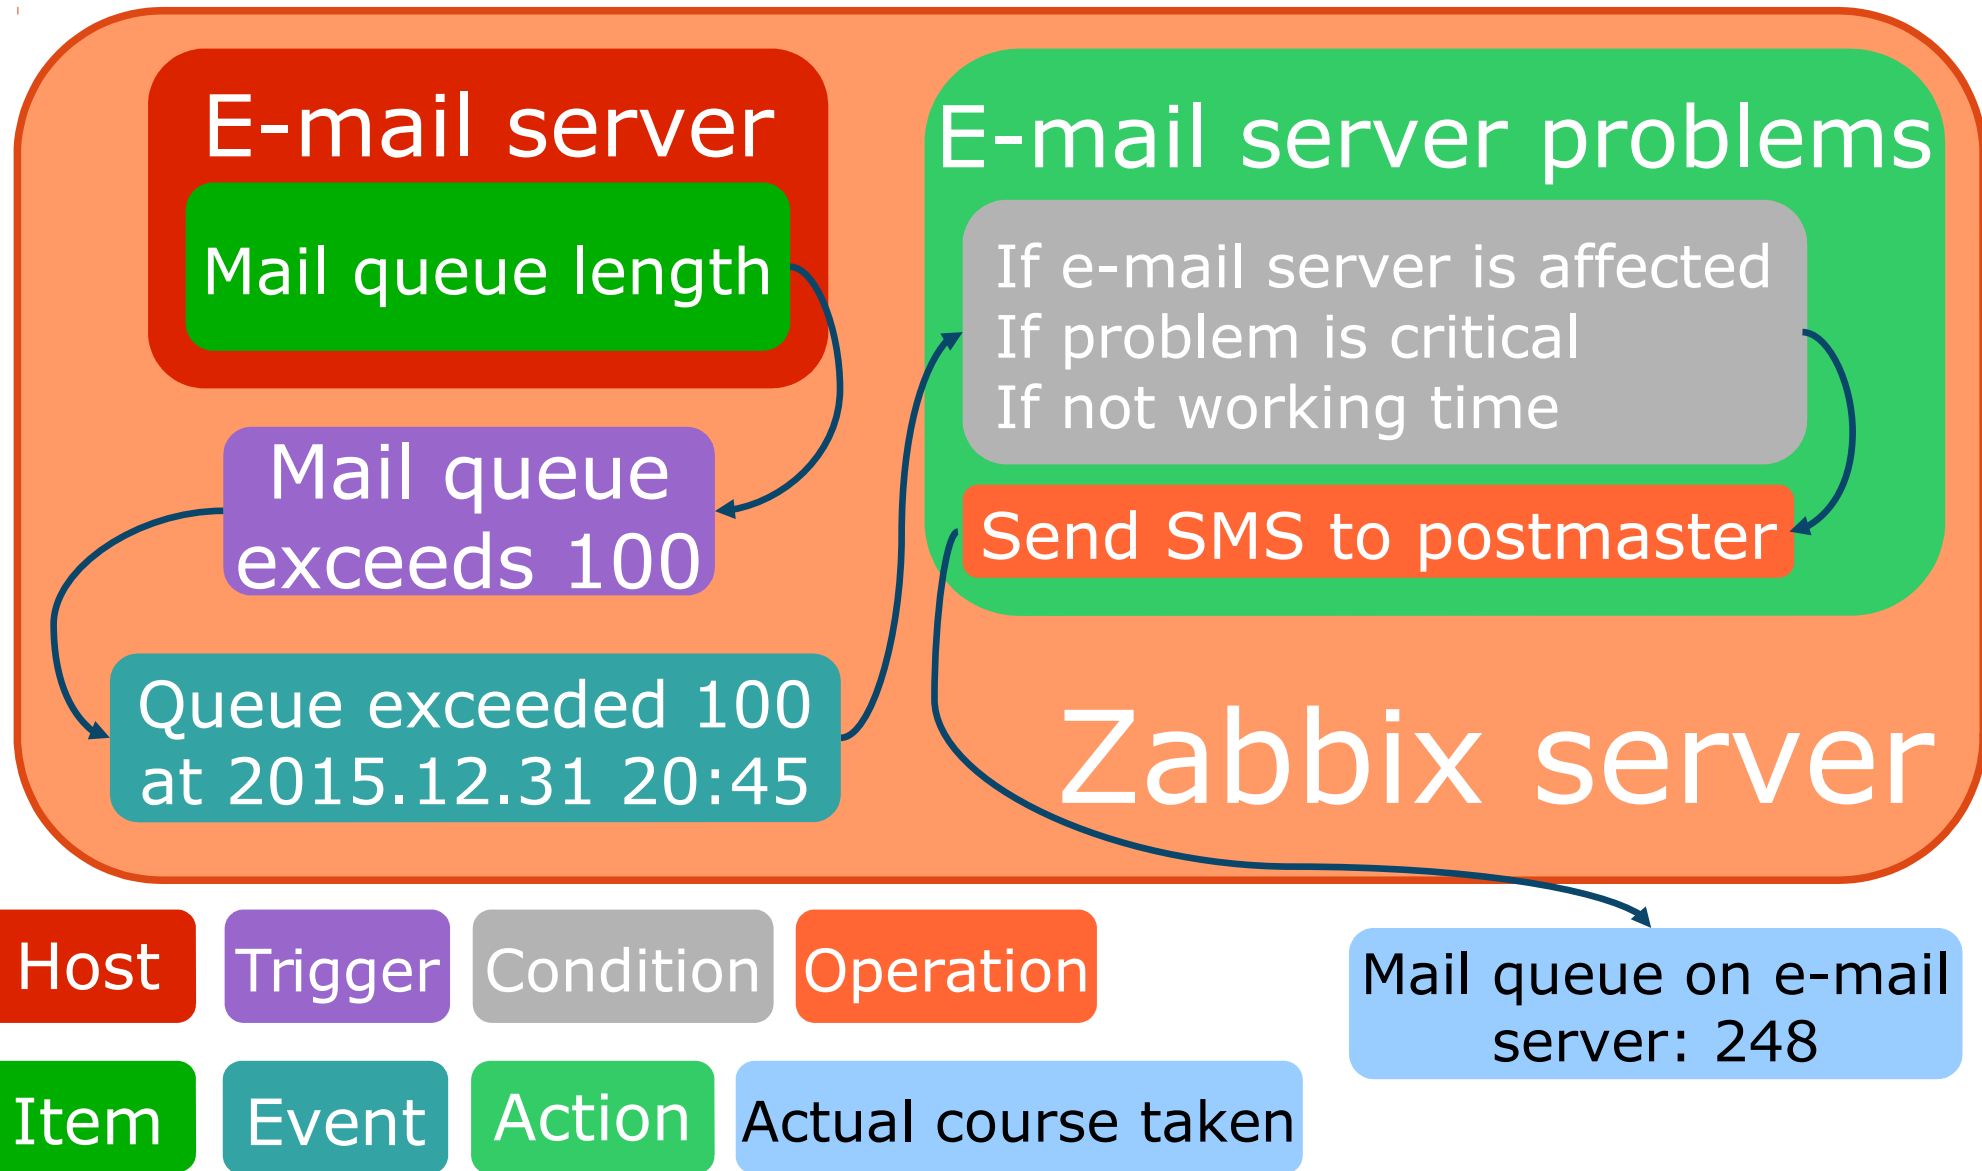 E-mail server
Mail queue length
Mail queue
exceeds 100
Queue exceeded 100
at 2015.12.31 20:45
E-mail server problems
If e-mail server is affected
If problem is critical
If not working time
Send SMS to postmaster
Zabbix server
Mail queue on e-mail
server: 248
Host
Trigger
Condition
Operation
Item
Event
Action
Actual course taken